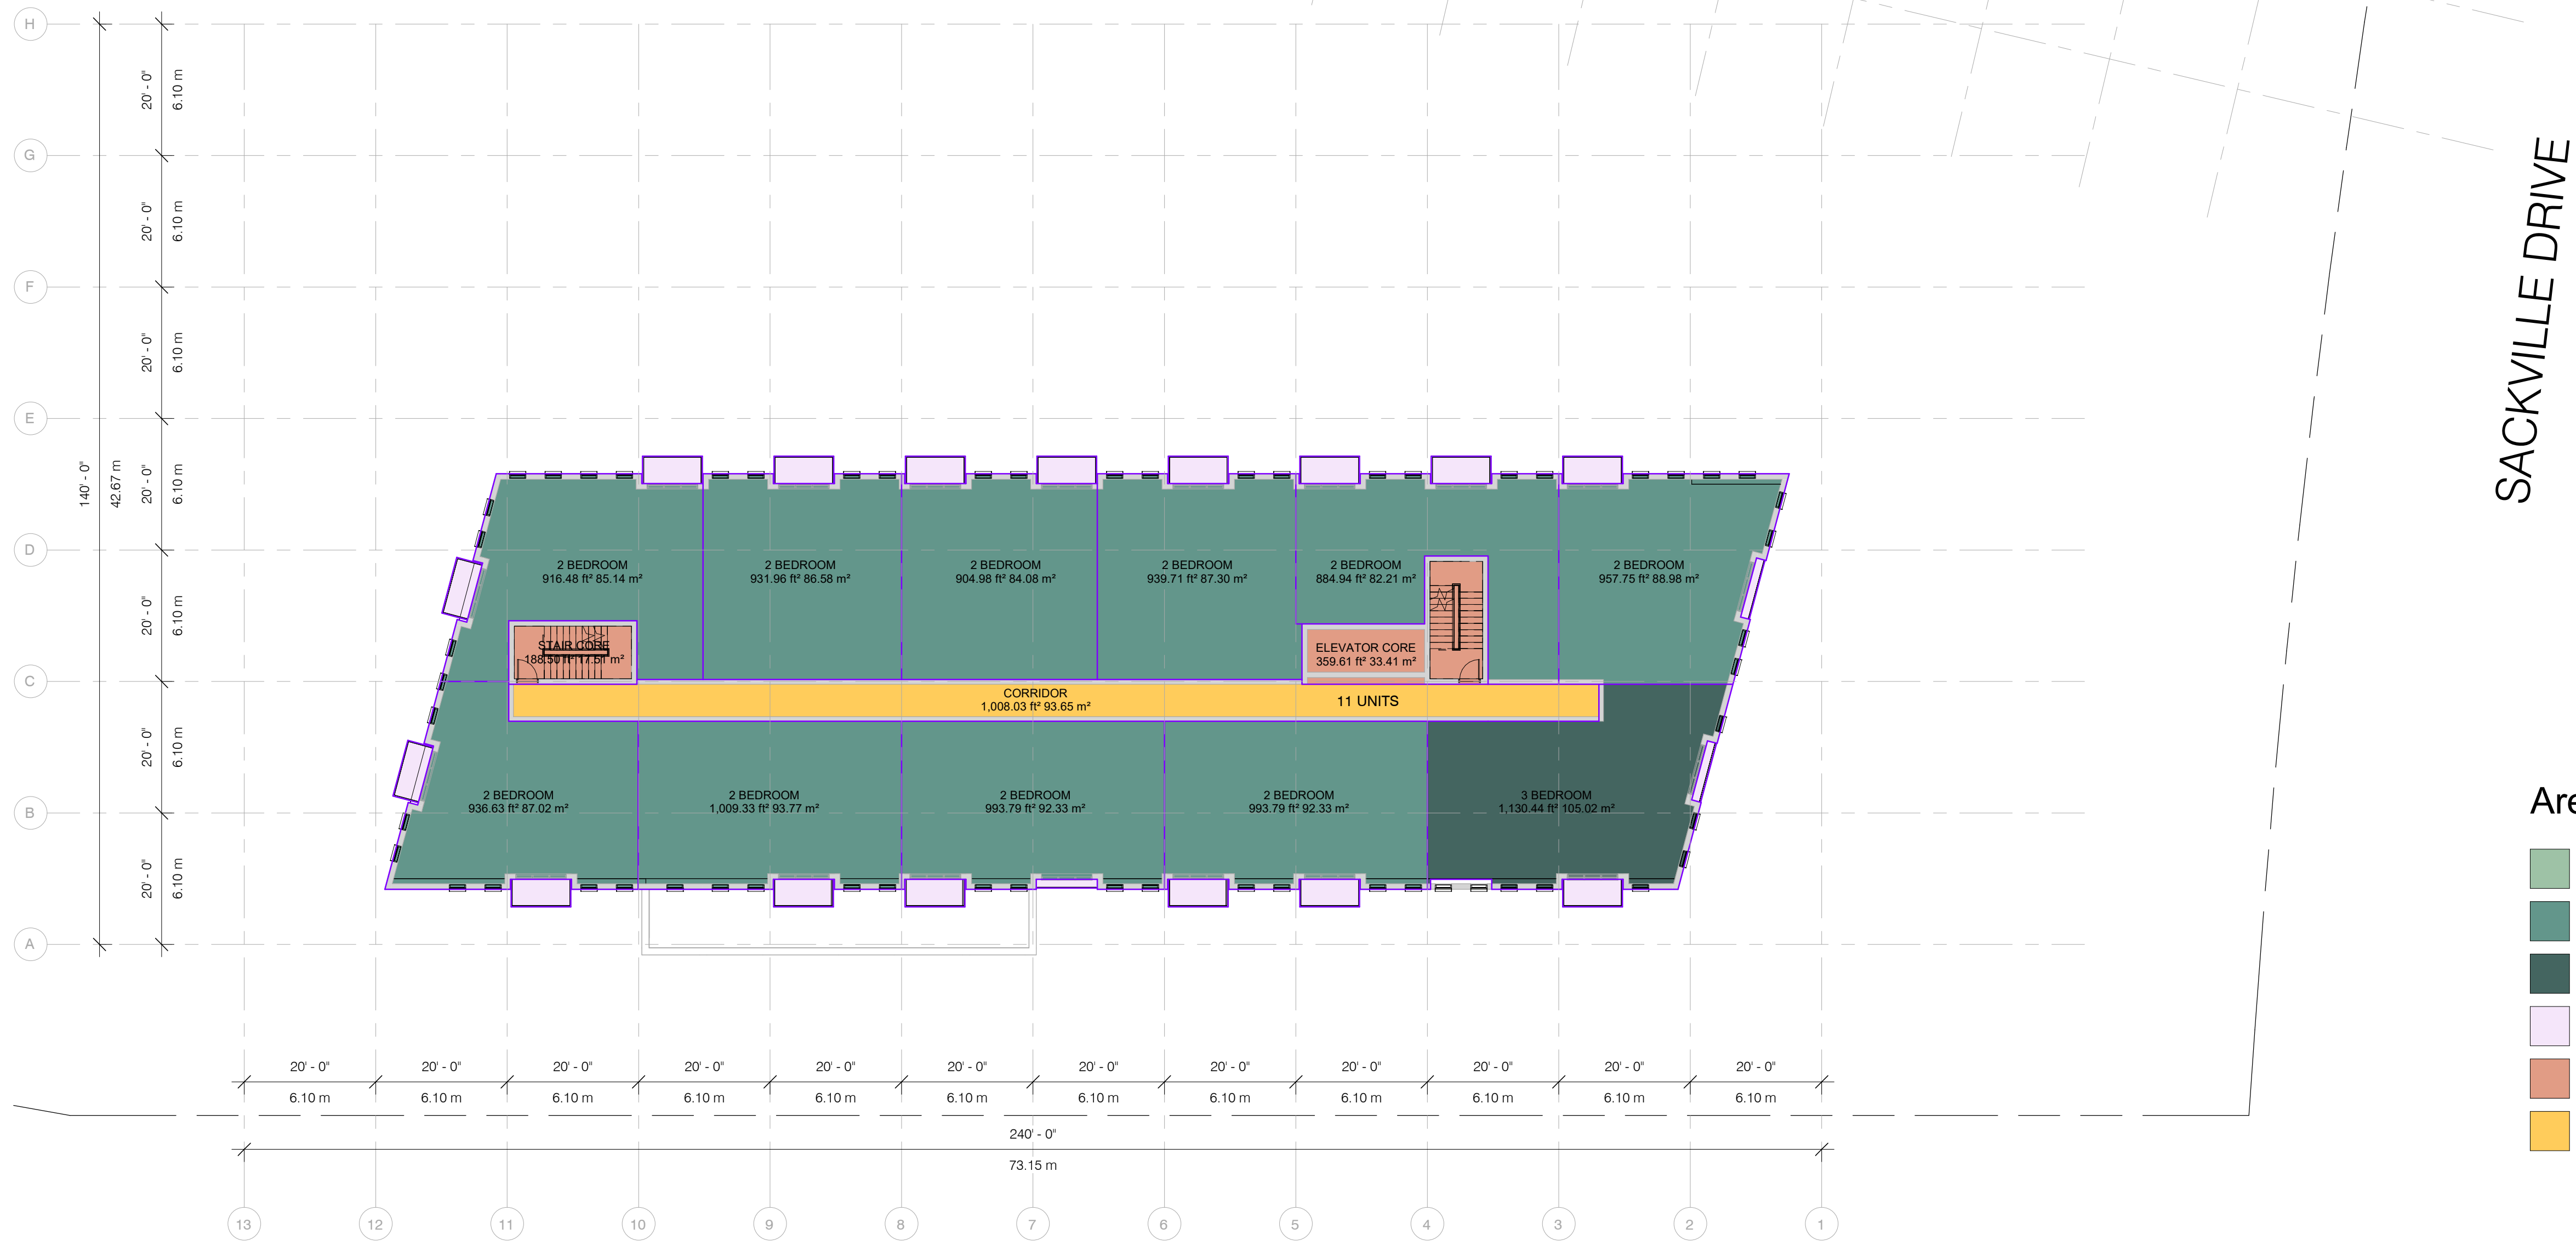 H
G
F
E
D
C
B
A
140' - 0"
42.67 m
20' - 0"
6.10 m
20' - 0"
6.10 m
20' - 0"
6.10 m
20' - 0"
6.10 m
20' - 0"
6.10 m
20' - 0"
6.10 m
20' - 0"
6.10 m
SACKVILLE DRIVE
2 BEDROOM
916.48 ft² 85.14 m²
2 BEDROOM
931.96 ft² 86.58 m²
2 BEDROOM
904.98 ft² 84.08 m²
2 BEDROOM
939.71 ft² 87.30 m²
2 BEDROOM
884.94 ft² 82.21 m²
2 BEDROOM
957.75 ft² 88.98 m²
STAIR CORE
188.50 ft² 17.51 m²
ELEVATOR CORE
359.61 ft² 33.41 m²
CORRIDOR
1,008.03 ft² 93.65 m²
11 UNITS
2 BEDROOM
936.63 ft² 87.02 m²
2 BEDROOM
1,009.33 ft² 93.77 m²
2 BEDROOM
993.79 ft² 92.33 m²
2 BEDROOM
993.79 ft² 92.33 m²
3 BEDROOM
1,130.44 ft² 105.02 m²
20' - 0" 20' - 0" 20' - 0" 20' - 0" 20' - 0" 20' - 0" 20' - 0" 20' - 0" 20' - 0" 20' - 0" 20' - 0" 20' - 0"
6.10 m 6.10 m 6.10 m 6.10 m 6.10 m 6.10 m 6.10 m 6.10 m 6.10 m 6.10 m 6.10 m 6.10 m
240' - 0"
73.15 m
13 12 11 10 9 8 7 6 5 4 3 2 1